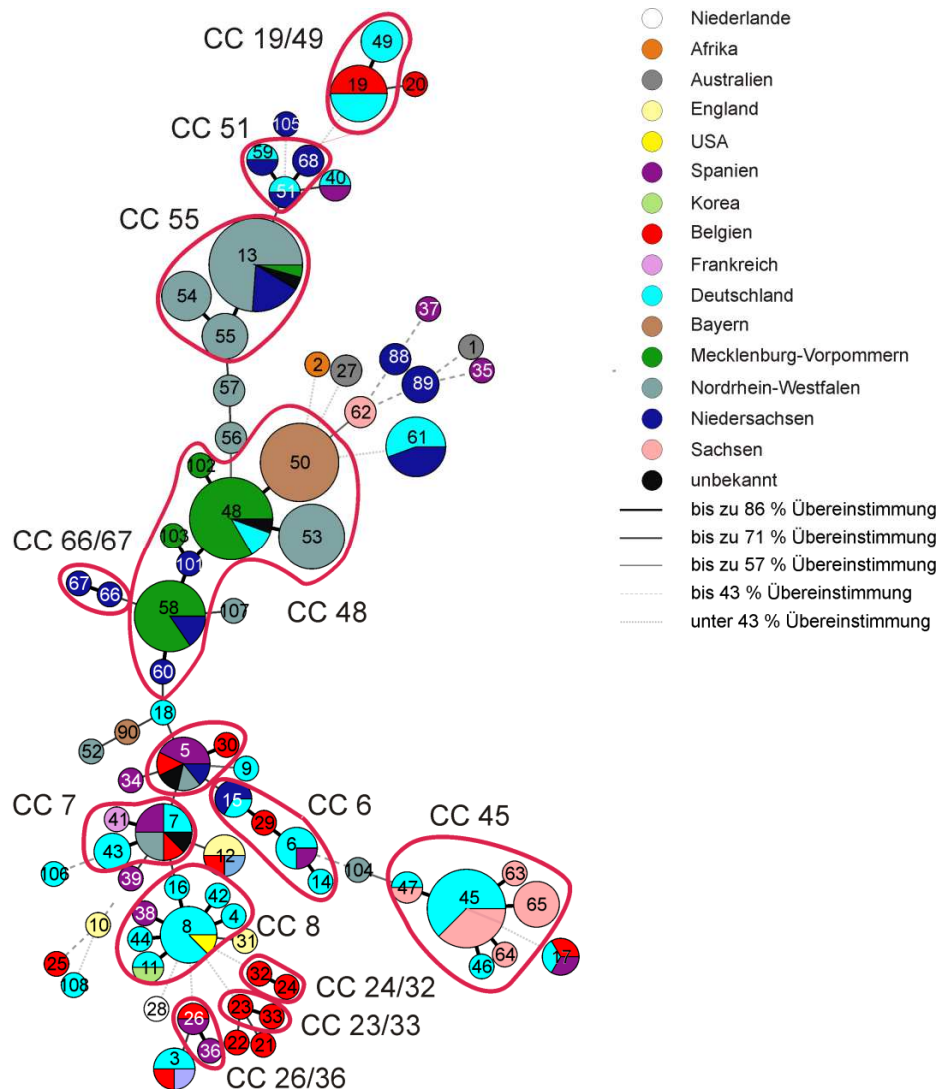 CC 19/49
49
19
20
CC 51
105
59
68
51
40
CC 55
13
54
55
37
1
2
27
88
89
35
57
62
56
50
61
102
48
53
103
101
CC 66/67
67
66
58
107
CC 48
60
18
90
52
5
30
34
9
CC 7
15
CC 6
CC 45
41
7
29
43
12
6
104
47
63
106
39
16
14
45
65
42
38
4
10
8
CC 8
44
31
64
25
11
46
17
108
32
24
CC 24/32
28
23
33
CC 23/33
26
22
21
3
36
CC 26/36
Niederlande
Afrika
Australien
England
USA
Spanien
Korea
Belgien
Frankreich
Deutschland
Bayern
Mecklenburg-Vorpommern
Nordrhein-Westfalen
Niedersachsen
Sachsen
unbekannt
bis zu 86 % Übereinstimmung
bis zu 71 % Übereinstimmung
bis zu 57 % Übereinstimmung
bis 43 % Übereinstimmung
unter 43 % Übereinstimmung